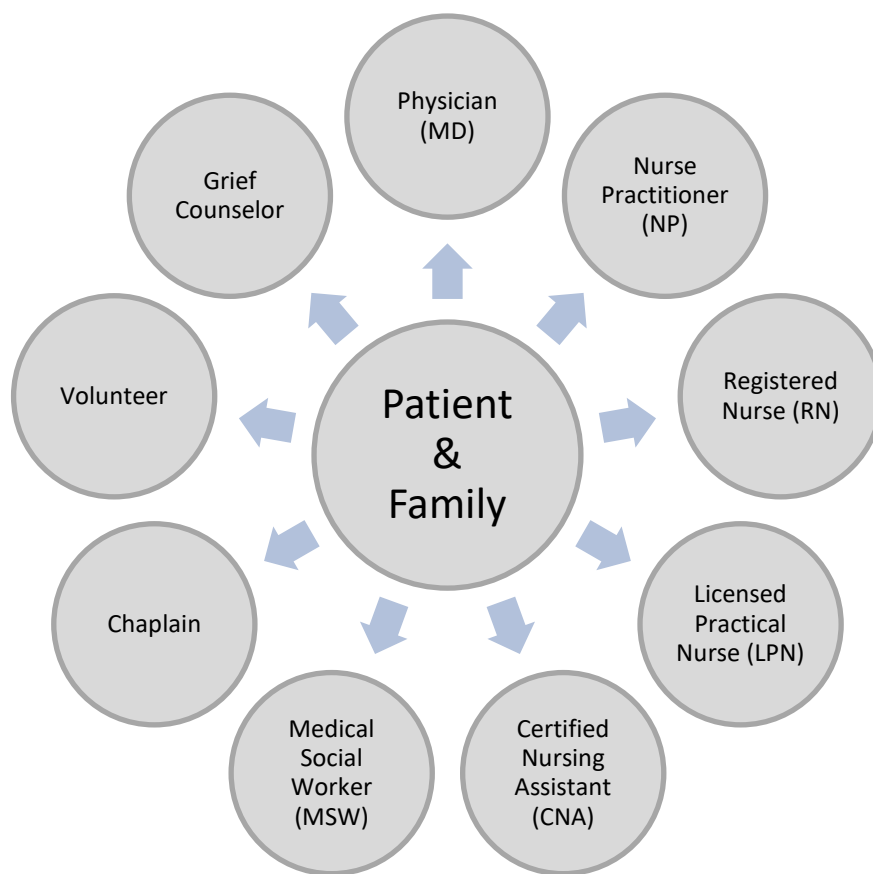 Physician
(MD)
Nurse
Practitioner
(NP)
Registered
Nurse (RN)
Licensed
Practical
Nurse (LPN)
Certified
Nursing
Assistant
(CNA)
Medical
Social
Worker
(MSW)
Chaplain
Volunteer
Grief
Counselor
Patient
&
Family